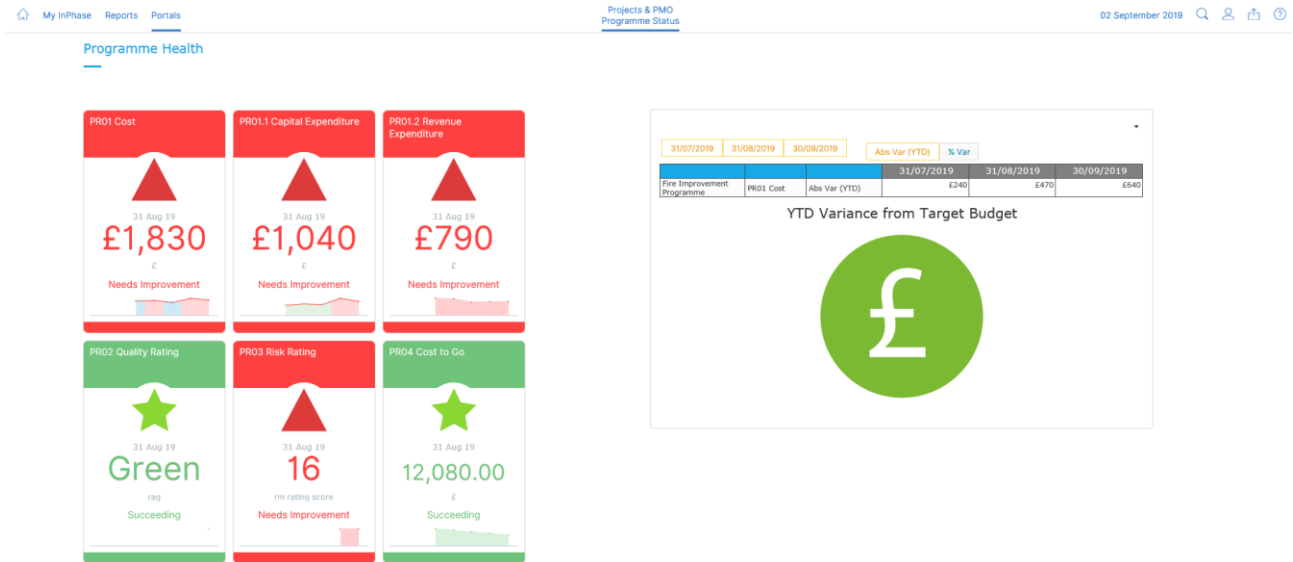 My InPhase Reports Portals
Projects & PMO
Programme Status
02 September 2019
Programme Health
PR01 Cost
31 Aug 19
£1,830
£
Needs Improvement
PR01.1 Capital Expenditure
31 Aug 19
£1,040
£
Needs Improvement
PR01.2 Revenue
Expenditure
31 Aug 19
£790
£
Needs Improvement
PR02 Quality Rating
31 Aug 19
Green
rag
Succeeding
PR03 Risk Rating
31 Aug 19
16
rm rating score
Needs Improvement
PR04 Cost to Go
31 Aug 19
12,080.00
£
Succeeding
31/07/2019 31/08/2019 30/09/2019 Abs Var (YTD) % Var
31/07/2019 31/08/2019 30/09/2019
Fire Improvement
Programme PR01 Cost Abs Var (YTD) £240 £470 £640
YTD Variance from Target Budget
£